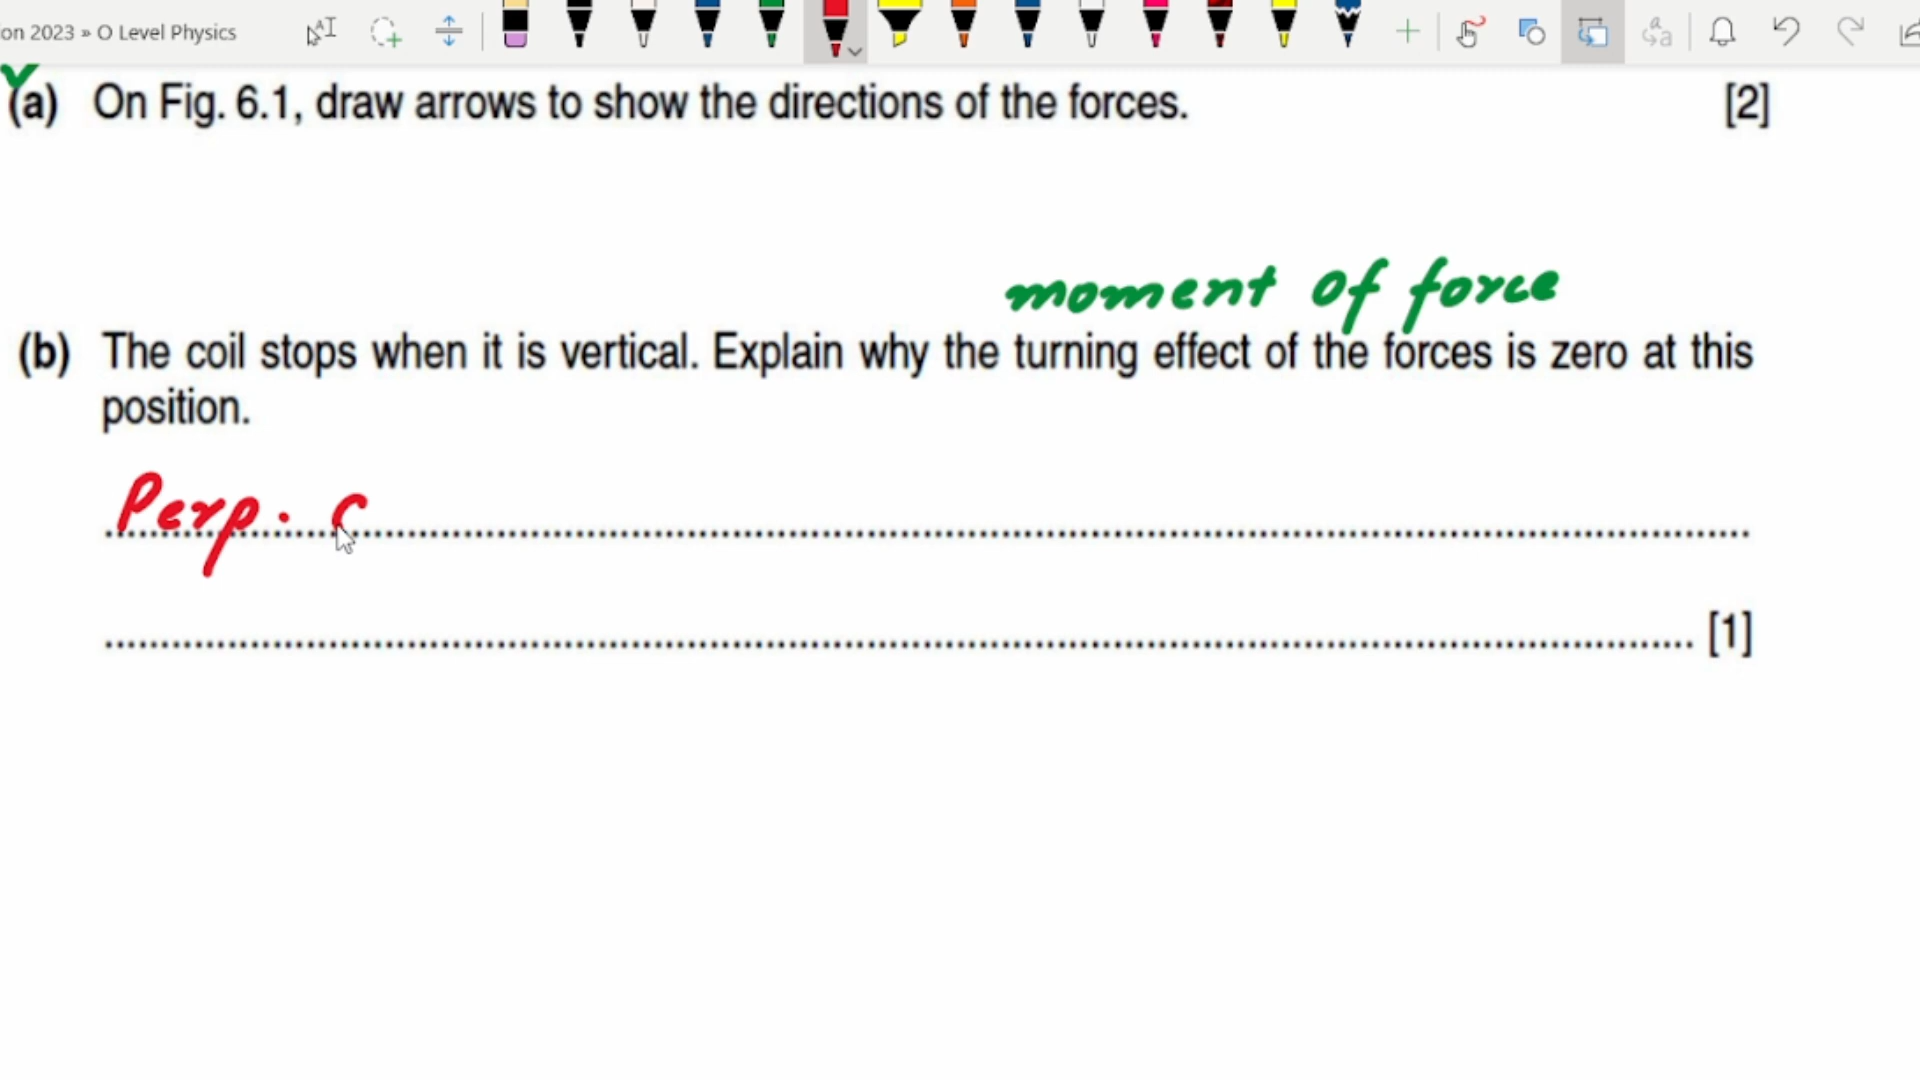 on 2023 » O Level Physics
(a) On Fig. 6.1, draw arrows to show the directions of the forces. [2]
moment of force
(b) The coil stops when it is vertical. Explain why the turning effect of the forces is zero at this
position.
Perp.
[1]